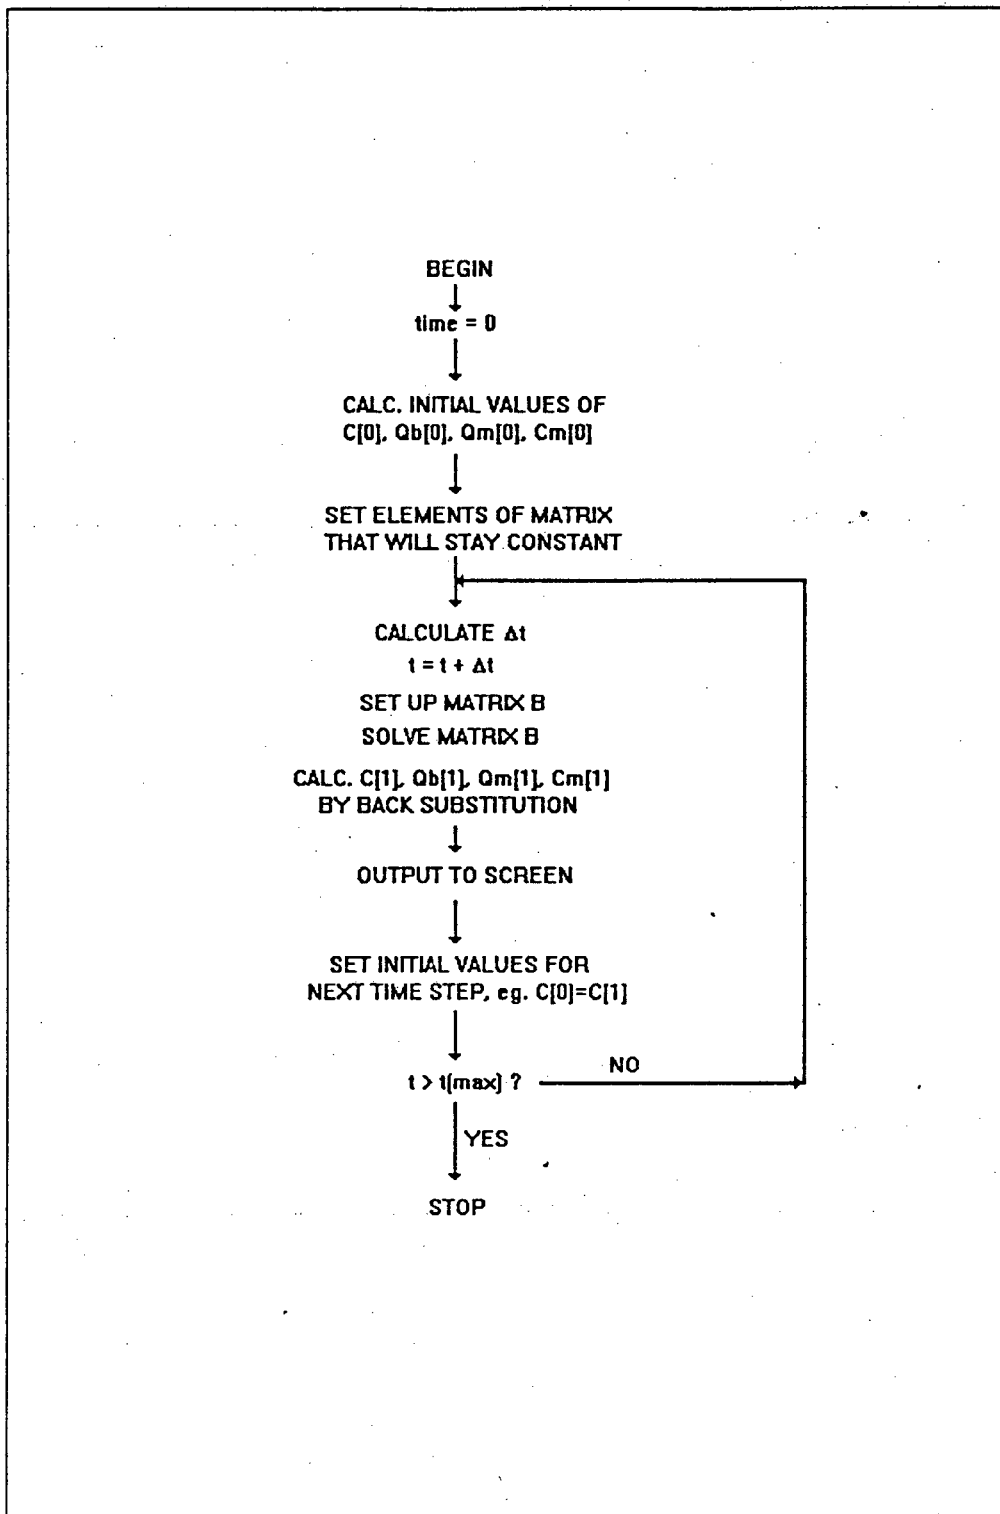 BEGIN
time = 0
CALC. INITIAL VALUES OF
C[0], Qb[0], Qm[0], Cm[0]
SET ELEMENTS OF MATRIX
THAT WILL STAY CONSTANT
CALCULATE Δt
t = t + Δt
SET UP MATRIX B
SOLVE MATRIX B
CALC. C[1], Qb[1], Qm[1], Cm[1]
BY BACK SUBSTITUTION
OUTPUT TO SCREEN
SET INITIAL VALUES FOR
NEXT TIME STEP, eg. C[0]=C[1]
t > t[max] ?
NO
YES
STOP